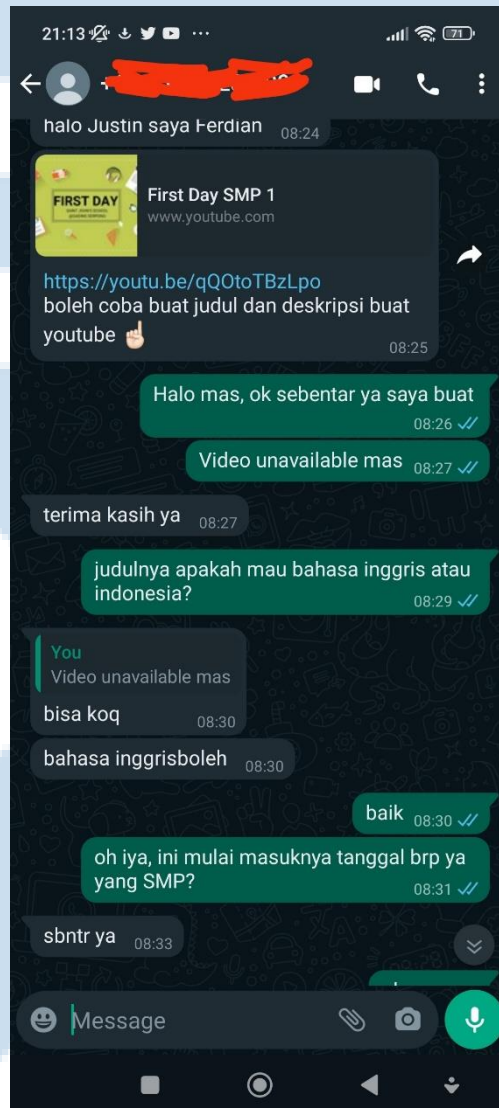 21:13
71
halo Justin saya Ferdian 08:24
FIRST DAY
First Day SMP 1
www.youtube.com
https://youtu.be/qQOtoTBzLpo
boleh coba buat judul dan deskripsi buat
youtube ☝🏻
08:25
Halo mas, ok sebentar ya saya buat
08:26
Video unavailable mas 08:27
terima kasih ya 08:27
judulnya apakah mau bahasa inggris atau
indonesia?
08:29
You
Video unavailable mas
bisa koq 08:30
bahasa inggrisboleh 08:30
baik 08:30
oh iya, ini mulai masuknya tanggal brp ya
yang SMP?
08:31
sbntr ya 08:33
Message